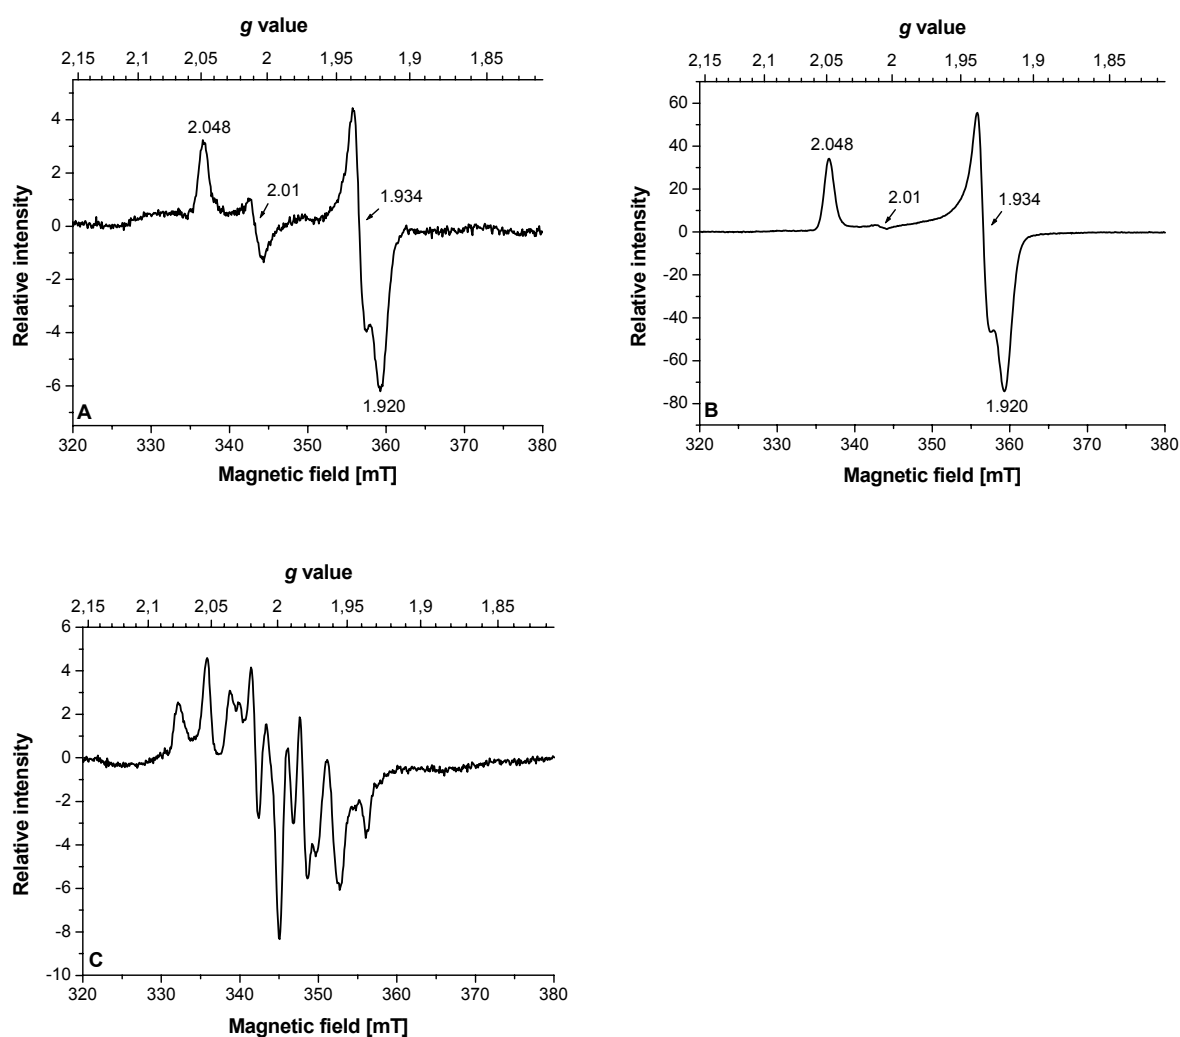 g value
2,15 2,1 2,05 2 1,95 1,9 1,85
Relative intensity
4
2
0
-2
-4
-6
2.048
2.01
1.934
1.920
A
320 330 340 350 360 370 380
Magnetic field [mT]
g value
2,15 2,1 2,05 2 1,95 1,9 1,85
Relative intensity
60
40
20
0
-20
-40
-60
-80
2.048
2.01
1.934
1.920
B
320 330 340 350 360 370 380
Magnetic field [mT]
g value
2,15 2,1 2,05 2 1,95 1,9 1,85
Relative intensity
6
4
2
0
-2
-4
-6
-8
-10
C
320 330 340 350 360 370 380
Magnetic field [mT]